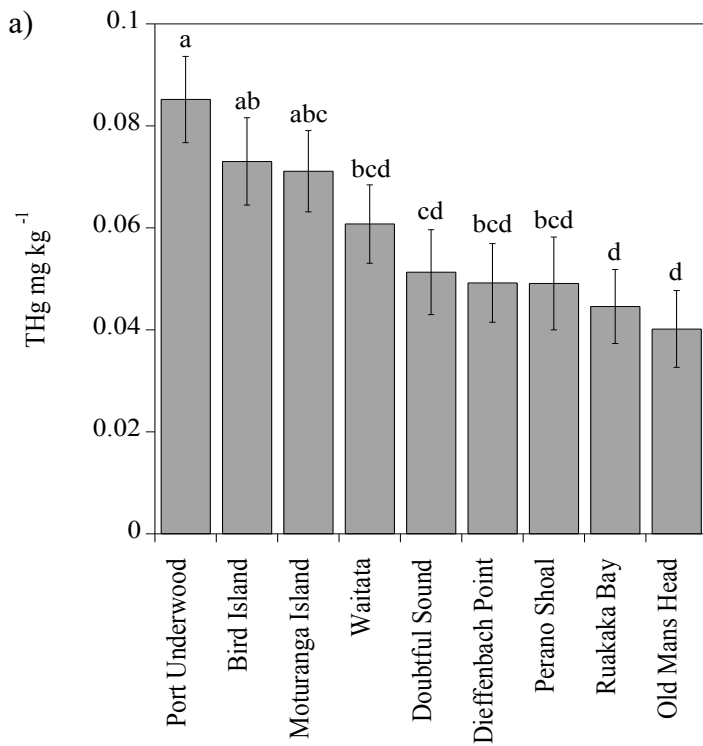 a)
THg mg kg⁻¹
0.1
0.08
0.06
0.04
0.02
0
a
ab
abc
bcd
cd
bcd
bcd
d
d
Port Underwood
Bird Island
Moturanga Island
Waitata
Doubtful Sound
Dieffenbach Point
Perano Shoal
Ruakaka Bay
Old Mans Head